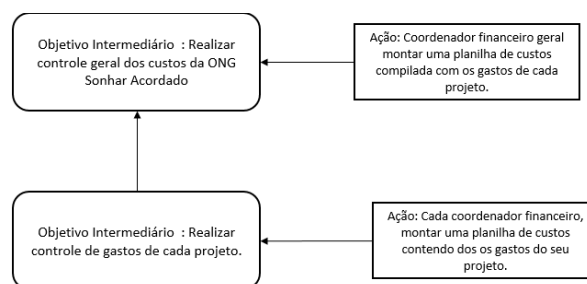 Objetivo Intermediário : Realizar
controle geral dos custos da ONG
Sonhar Acordado
Ação: Coordenador financeiro geral
montar uma planilha de custos
compilada com os gastos de cada
projeto.
Objetivo Intermediário : Realizar
controle de gastos de cada projeto.
Ação: Cada coordenador financeiro,
montar uma planilha de custos
contendo dos os gastos do seu
projeto.